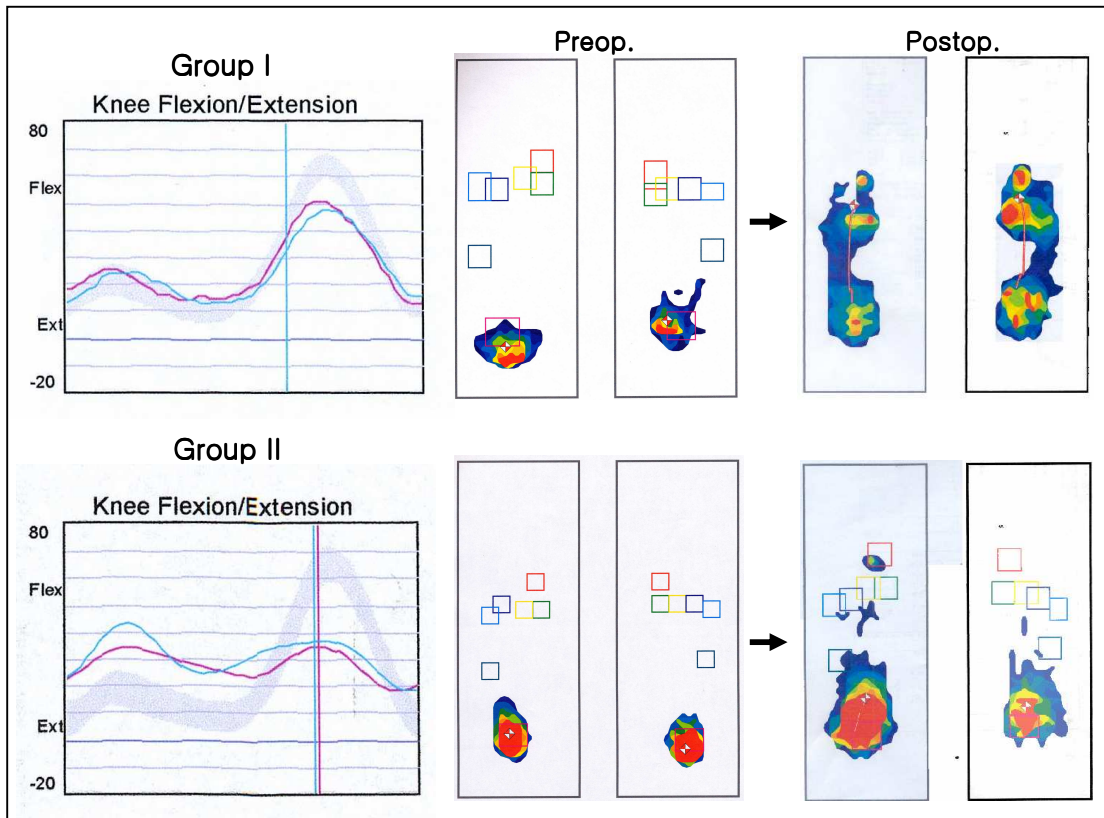 Preop.
Postop.
Group I
Knee Flexion/Extension
80
Flex
Ext
-20
Group II
Knee Flexion/Extension
80
Flex
Ext
-20